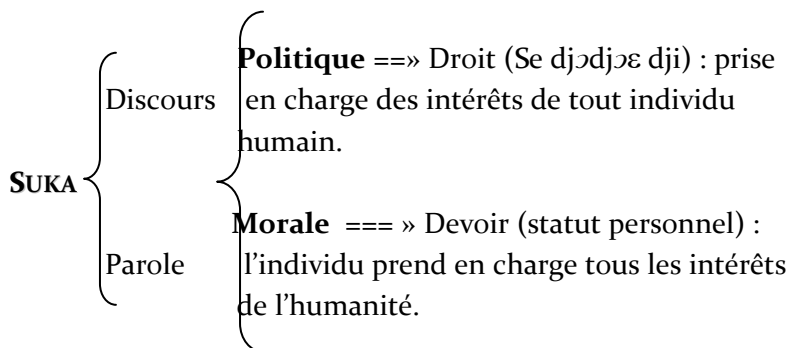 Politique ==» Droit (Se djɔdjɔɛ dji) : prise
Discours en charge des intérêts de tout individu
humain.
SUKA
Morale === » Devoir (statut personnel) :
Parole l'individu prend en charge tous les intérêts
de l'humanité.